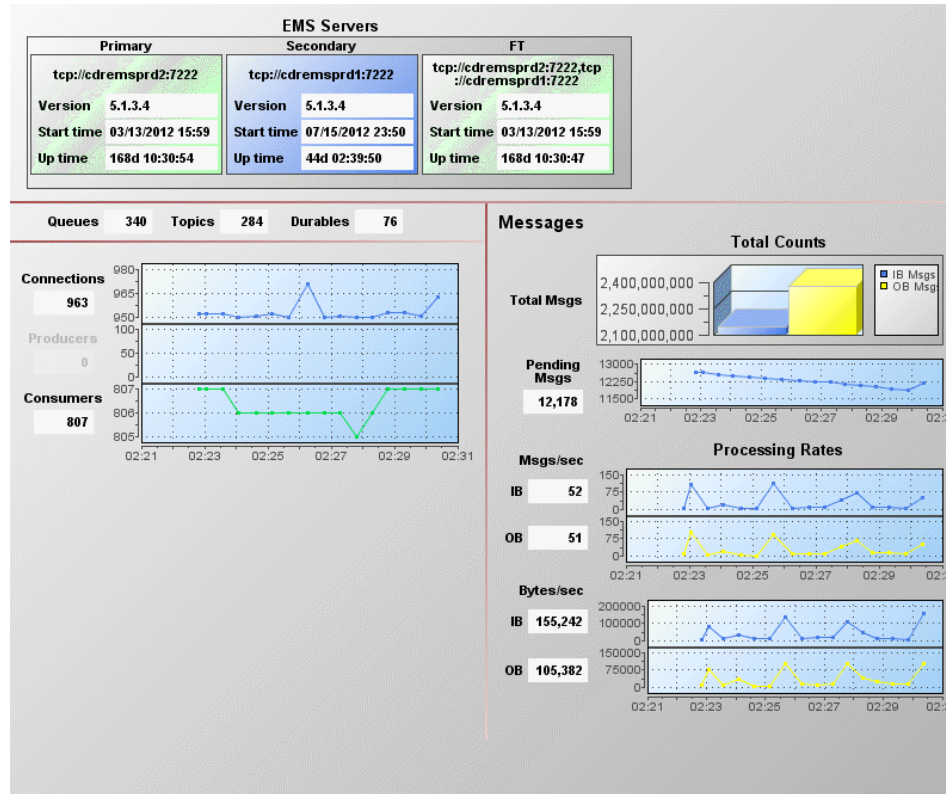 EMS Servers
Primary Secondary FT
tcp://cdremsprd2:7222 tcp://cdremsprd1:7222 tcp://cdremsprd2:7222,tcp
://cdremsprd1:7222
Version 5.1.3.4 Version 5.1.3.4 Version 5.1.3.4
Start time 03/13/2012 15:59 Start time 07/15/2012 23:50 Start time 03/13/2012 15:59
Up time 168d 10:30:54 Up time 44d 02:39:50 Up time 168d 10:30:47
Queues 340 Topics 284 Durables 76
Connections
963
980
965
950
Producers
0
100
50
0
Consumers
807
807
806
805
02:21 02:23 02:25 02:27 02:29 02:31
Messages
Total Counts
Total Msgs
2,400,000,000
2,250,000,000
2,100,000,000
IB Msgs
OB Msgs
Pending
Msgs
12,178
13000
12250
11500
02:21 02:23 02:25 02:27 02:29 02:
Processing Rates
Msgs/sec
IB 52
150
75
0
OB 51
150
75
0
02:21 02:23 02:25 02:27 02:29 02:
Bytes/sec
IB 155,242
200000
100000
0
OB 105,382
150000
75000
0
02:21 02:23 02:25 02:27 02:29 02: